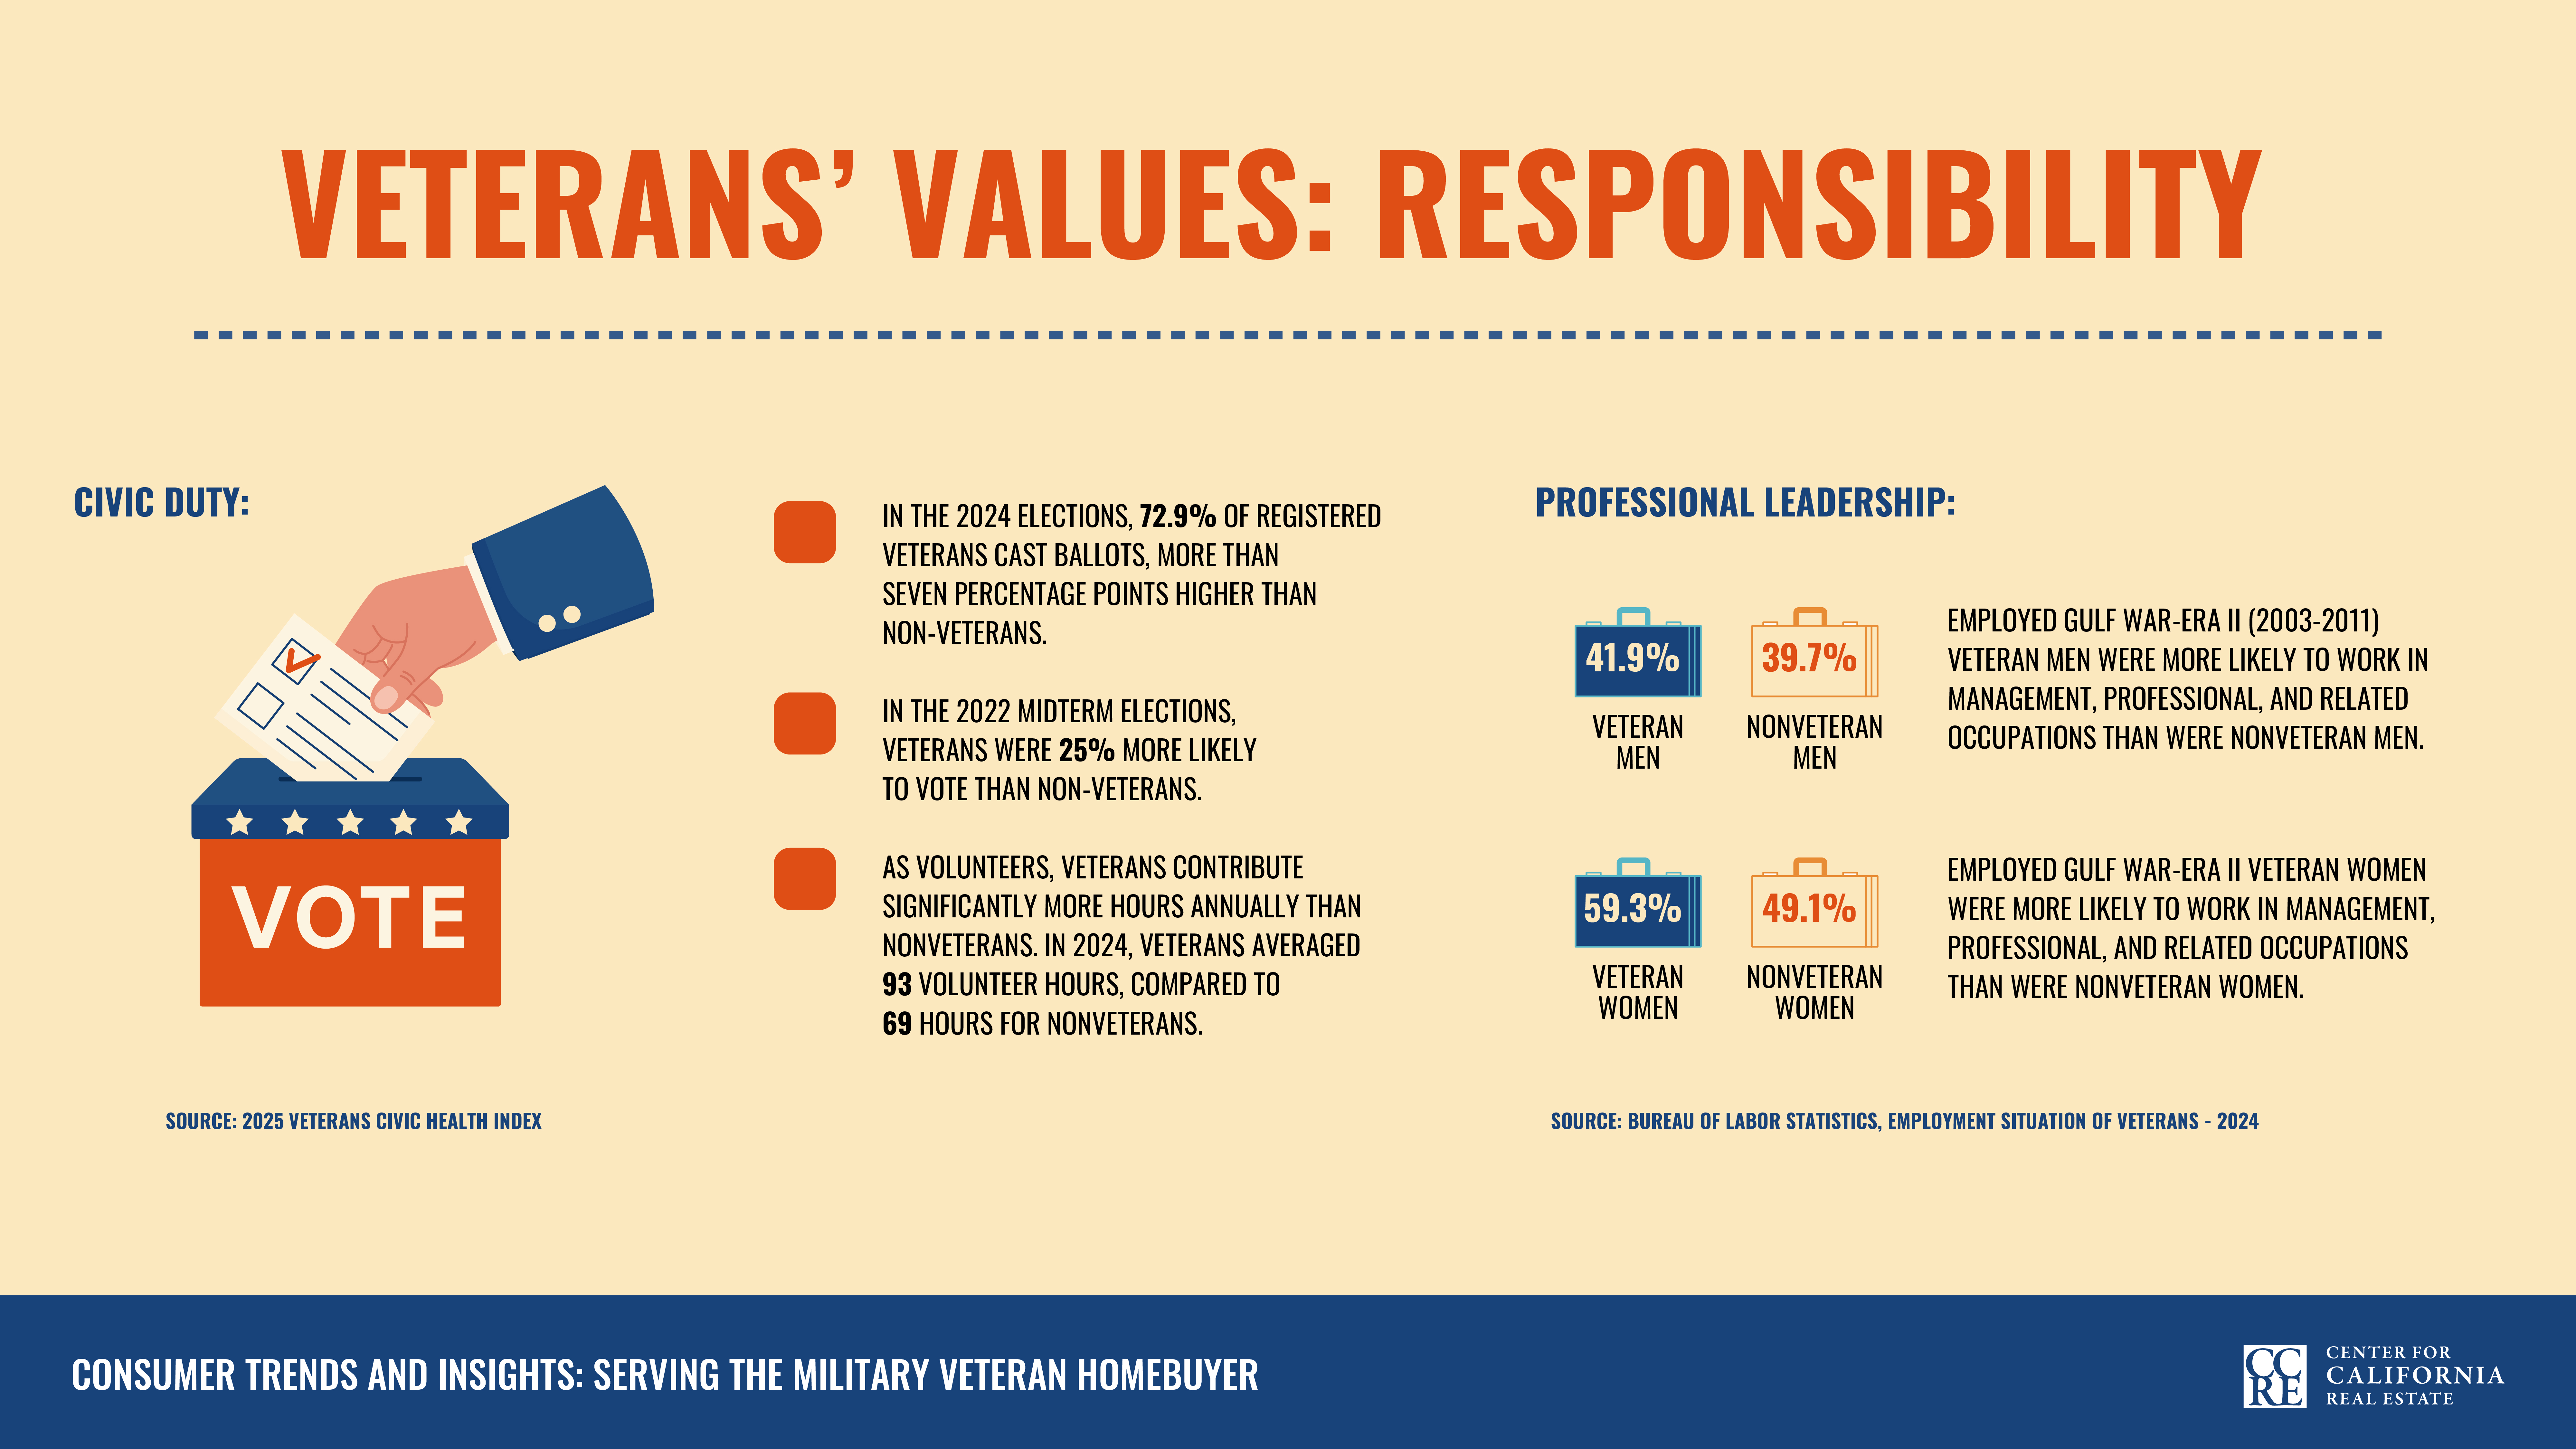 VETERANS’ VALUES: RESPONSIBILITY
CIVIC DUTY:
VOTE
SOURCE: 2025 VETERANS CIVIC HEALTH INDEX
IN THE 2024 ELECTIONS, 72.9% OF REGISTERED
VETERANS CAST BALLOTS, MORE THAN
SEVEN PERCENTAGE POINTS HIGHER THAN
NON-VETERANS.
IN THE 2022 MIDTERM ELECTIONS,
VETERANS WERE 25% MORE LIKELY
TO VOTE THAN NON-VETERANS.
AS VOLUNTEERS, VETERANS CONTRIBUTE
SIGNIFICANTLY MORE HOURS ANNUALLY THAN
NONVETERANS. IN 2024, VETERANS AVERAGED
93 VOLUNTEER HOURS, COMPARED TO
69 HOURS FOR NONVETERANS.
PROFESSIONAL LEADERSHIP:
41.9%
VETERAN
MEN
39.7%
NONVETERAN
MEN
EMPLOYED GULF WAR-ERA II (2003-2011)
VETERAN MEN WERE MORE LIKELY TO WORK IN
MANAGEMENT, PROFESSIONAL, AND RELATED
OCCUPATIONS THAN WERE NONVETERAN MEN.
59.3%
VETERAN
WOMEN
49.1%
NONVETERAN
WOMEN
EMPLOYED GULF WAR-ERA II VETERAN WOMEN
WERE MORE LIKELY TO WORK IN MANAGEMENT,
PROFESSIONAL, AND RELATED OCCUPATIONS
THAN WERE NONVETERAN WOMEN.
SOURCE: BUREAU OF LABOR STATISTICS, EMPLOYMENT SITUATION OF VETERANS - 2024
CONSUMER TRENDS AND INSIGHTS: SERVING THE MILITARY VETERAN HOMEBUYER
CC
RE
CENTER FOR
CALIFORNIA
REAL ESTATE